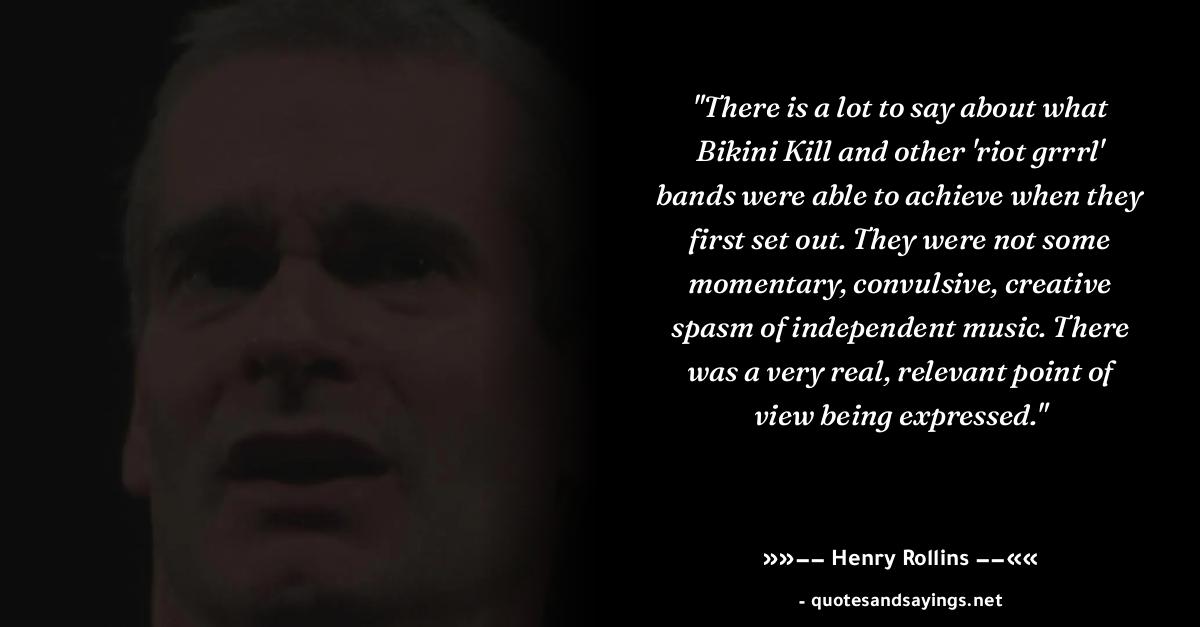 "There is a lot to say about what
Bikini Kill and other 'riot grrrl'
bands were able to achieve when they
first set out. They were not some
momentary, convulsive, creative
spasm of independent music. There
was a very real, relevant point of
view being expressed."
»»−− Henry Rollins −−««
- quotesandsayings.net